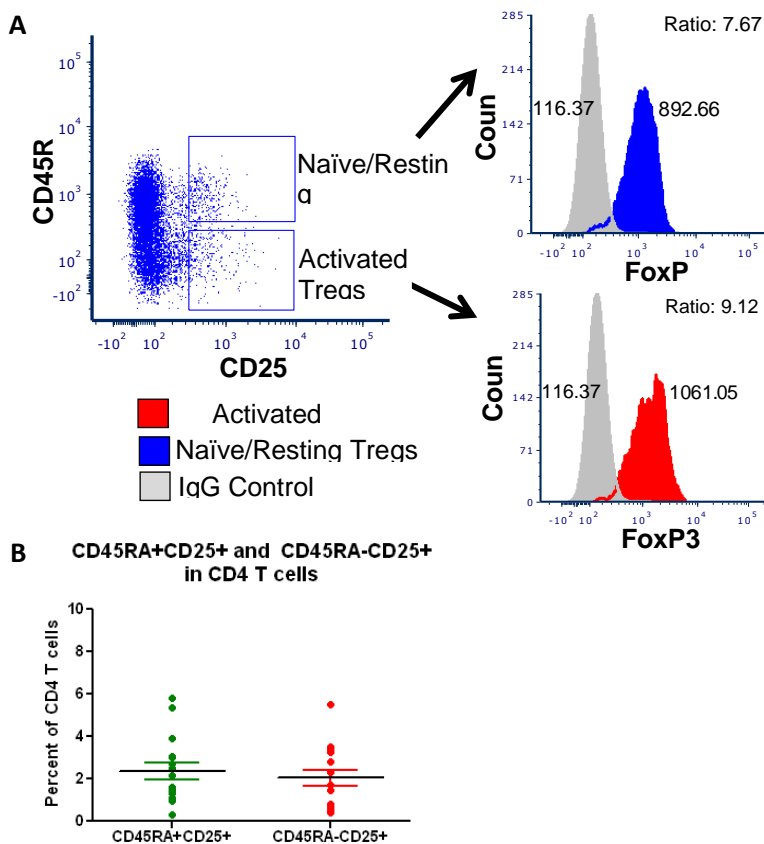 A
CD45R
10^5
10^4
10^3
10^2
-10^2
-10^2 10^2 10^3 10^4 10^5
CD25
Naïve/Restin
g
Activated
Tregs
Ratio: 7.67
285
214
142
71
0
Coun
116.37
892.66
-10^2 10^2 10^3 10^4 10^5
FoxP
Ratio: 9.12
285
214
142
71
0
Coun
116.37
1061.05
-10^2 10^2 10^3 10^4 10^5
FoxP3
Activated
Naïve/Resting Tregs
IgG Control
B
CD45RA+CD25+ and CD45RA-CD25+
in CD4 T cells
Percent of CD4 T cells
10
8
6
4
2
0
CD45RA+CD25+ CD45RA-CD25+